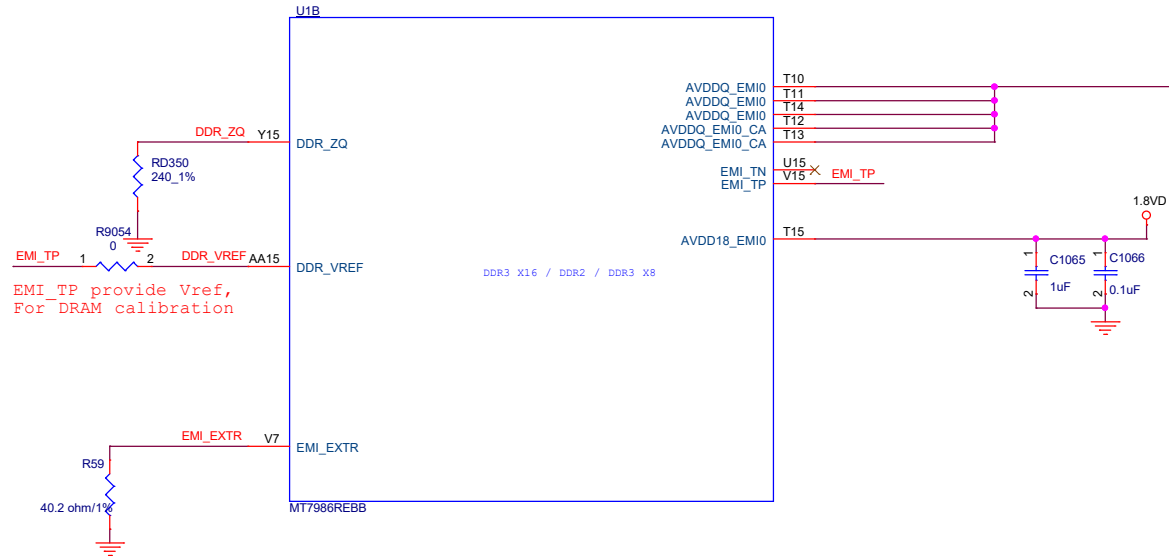 U1B
AVDDQ_EMI0 T10
AVDDQ_EMI0 T11
AVDDQ_EMI0 T14
AVDDQ_EMI0_CA T12
AVDDQ_EMI0_CA T13
DDR_ZQ Y15 DDR_ZQ
RD350
240_1%
EMI_TN U15
EMI_TP V15 EMI_TP
1.8VD
R9054
0
AVDD18_EMI0 T15
EMI_TP 1 2 DDR_VREF AA15 DDR_VREF
DDR3 X16 / DDR2 / DDR3 X8
1 C1065
2 1uF
1 C1066
2 0.1uF
EMI_TP provide Vref,
For DRAM calibration
EMI_EXTR V7 EMI_EXTR
R59
40.2 ohm/1%
MT7986REBB